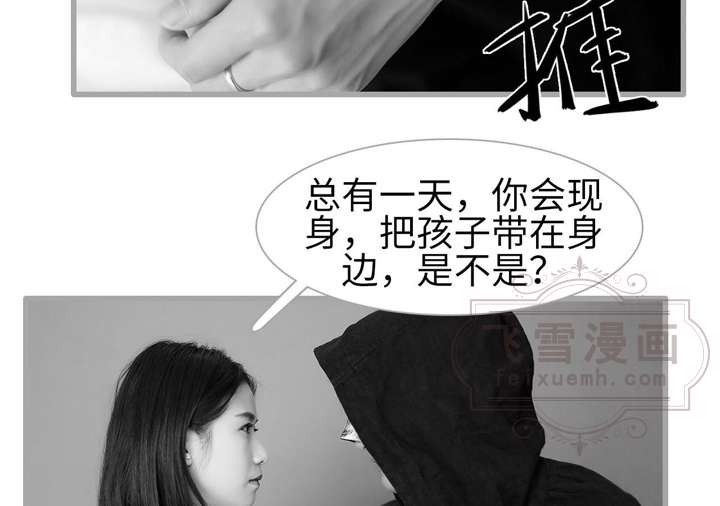 推
总有一天，你会现
身，把孩子带在身
边，是不是？
飞雪漫画
feixuemh.com